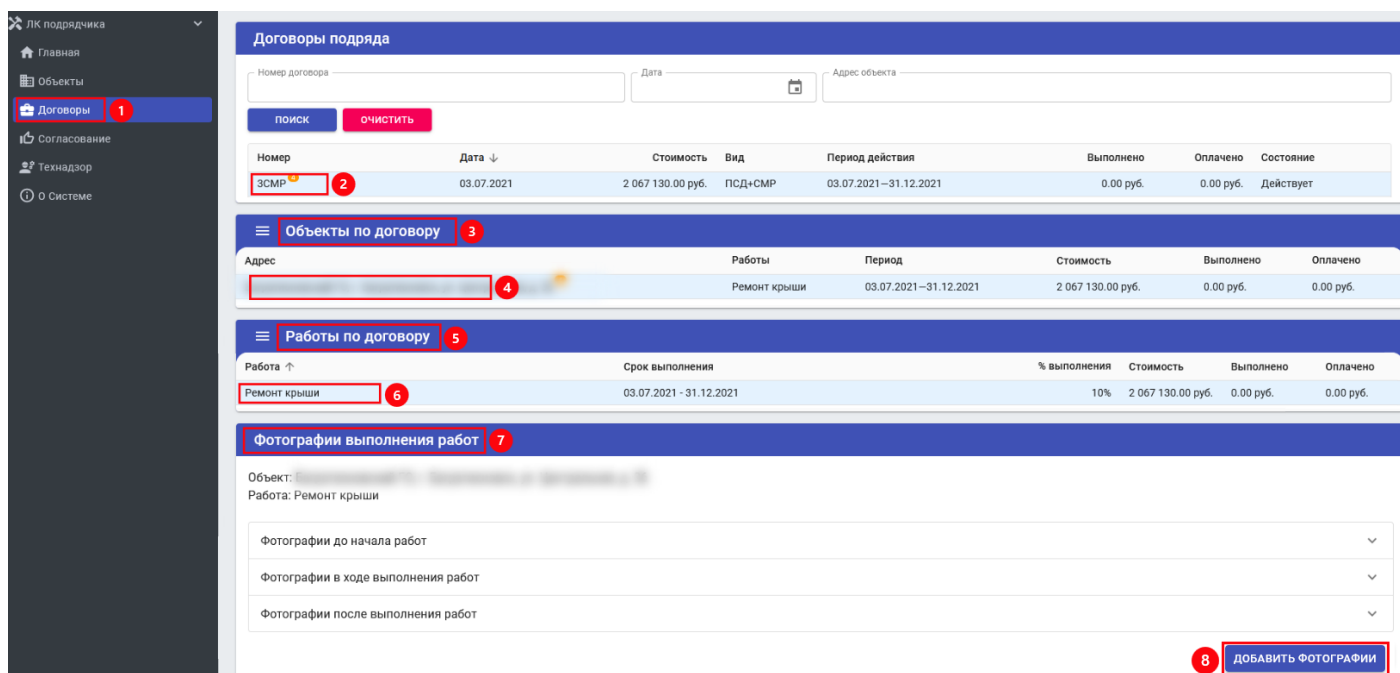 ЛК подрядчика
Главная
Объекты
Договоры 1
Согласование
Технадзор
О Системе
Договоры подряда
Номер договора Дата Адрес объекта
ПОИСК ОЧИСТИТЬ
Номер Дата Стоимость Вид Период действия Выполнено Оплачено Состояние
3СМР 2 03.07.2021 2 067 130.00 руб. ПСД+СМР 03.07.2021—31.12.2021 0.00 руб. 0.00 руб. Действует
Объекты по договору 3
Адрес Работы Период Стоимость Выполнено Оплачено
4 Ремонт крыши 03.07.2021—31.12.2021 2 067 130.00 руб. 0.00 руб. 0.00 руб.
Работы по договору 5
Работа Срок выполнения % выполнения Стоимость Выполнено Оплачено
Ремонт крыши 6 03.07.2021 - 31.12.2021 10% 2 067 130.00 руб. 0.00 руб. 0.00 руб.
Фотографии выполнения работ 7
Объект:
Работа: Ремонт крыши
Фотографии до начала работ
Фотографии в ходе выполнения работ
Фотографии после выполнения работ
8 ДОБАВИТЬ ФОТОГРАФИИ